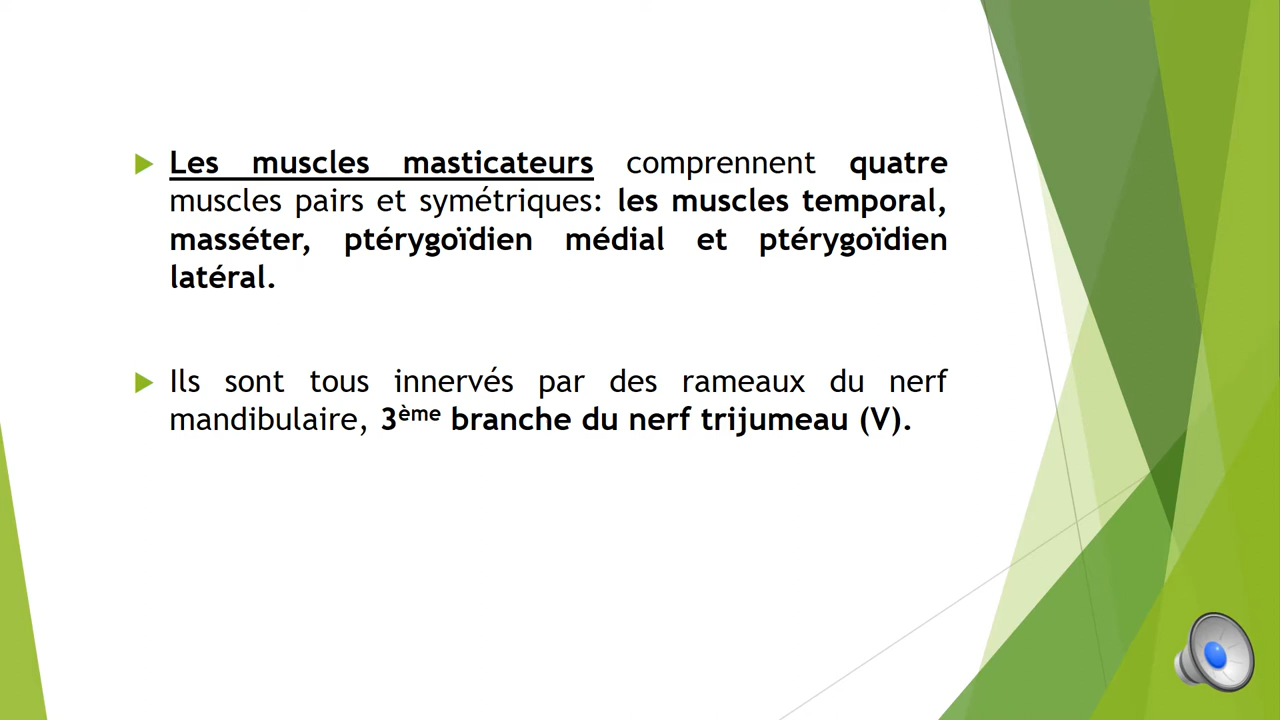 Les muscles masticateurs comprennent quatre
muscles pairs et symétriques: les muscles temporal,
masséter, ptérygoïdien médial et ptérygoïdien
latéral.
Ils sont tous innervés par des rameaux du nerf
mandibulaire, 3ème branche du nerf trijumeau (V).